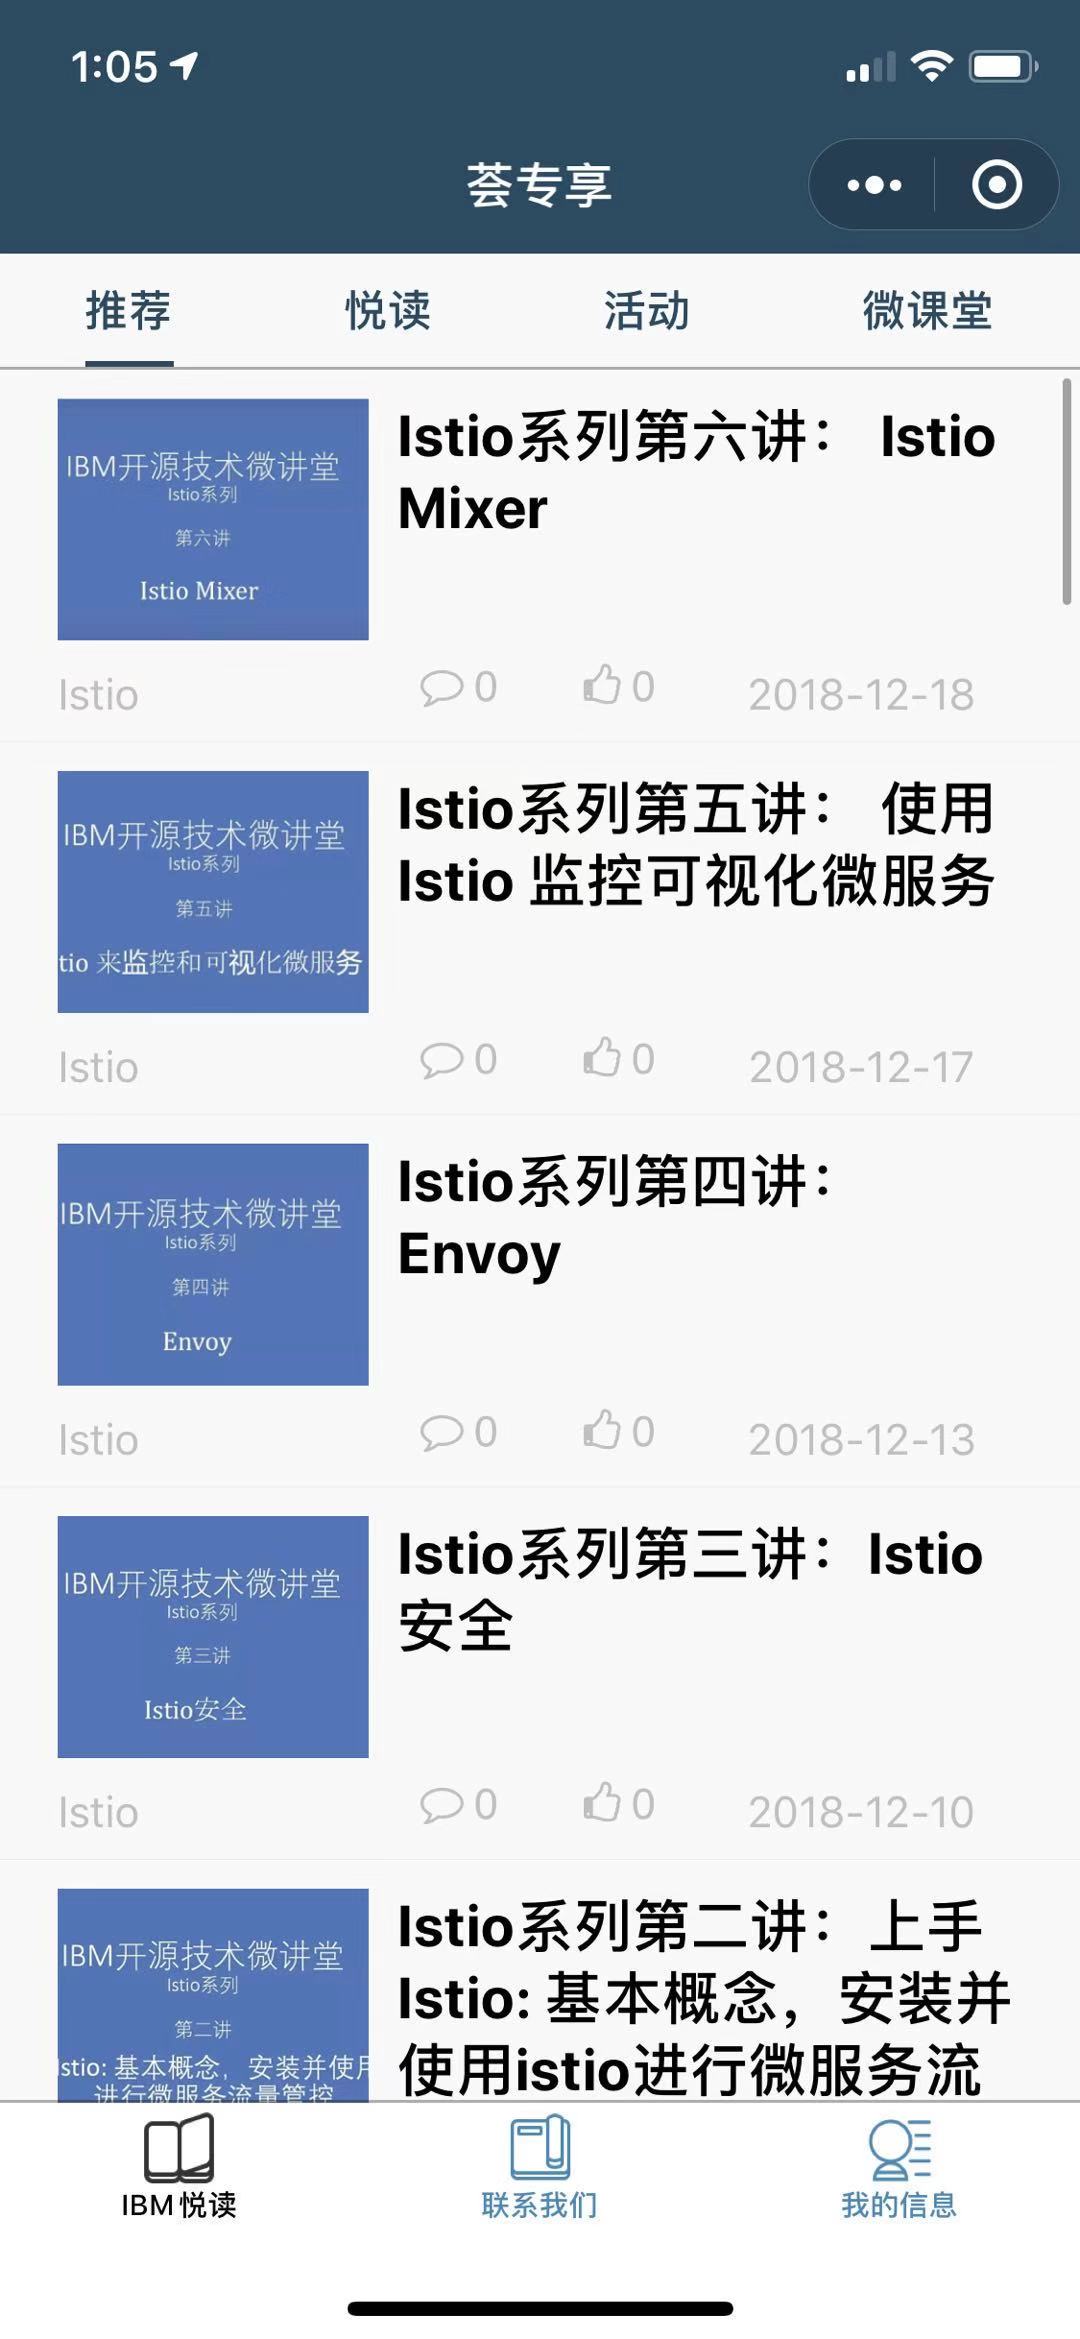 1:05
荟专享
推荐
悦读
活动
微课堂
IBM开源技术微讲堂
Istio系列
第六讲
Istio Mixer
Istio系列第六讲： Istio
Mixer
Istio
0
0
2018-12-18
IBM开源技术微讲堂
Istio系列
第五讲
tio 来监控和可视化微服务
Istio系列第五讲： 使用
Istio 监控可视化微服务
Istio
0
0
2018-12-17
IBM开源技术微讲堂
Istio系列
第四讲
Envoy
Istio系列第四讲：
Envoy
Istio
0
0
2018-12-13
IBM开源技术微讲堂
Istio系列
第三讲
Istio安全
Istio系列第三讲：Istio
安全
Istio
0
0
2018-12-10
IBM开源技术微讲堂
Istio系列
第二讲
Istio: 基本概念，安装并使用
进行微服务流量管控
Istio系列第二讲：上手
Istio: 基本概念，安装并
使用istio进行微服务流
IBM悦读
联系我们
我的信息